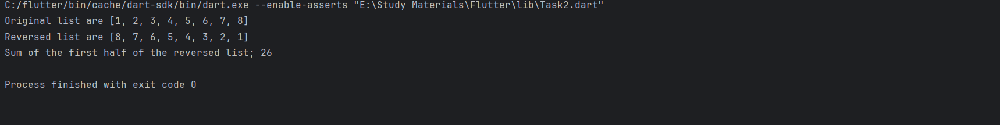 C:/flutter/bin/cache/dart-sdk/bin/dart.exe --enable-asserts "E:\Study Materials\Flutter\lib\Task2.dart"
Original list are [1, 2, 3, 4, 5, 6, 7, 8]
Reversed list are [8, 7, 6, 5, 4, 3, 2, 1]
Sum of the first half of the reversed list; 26
Process finished with exit code 0